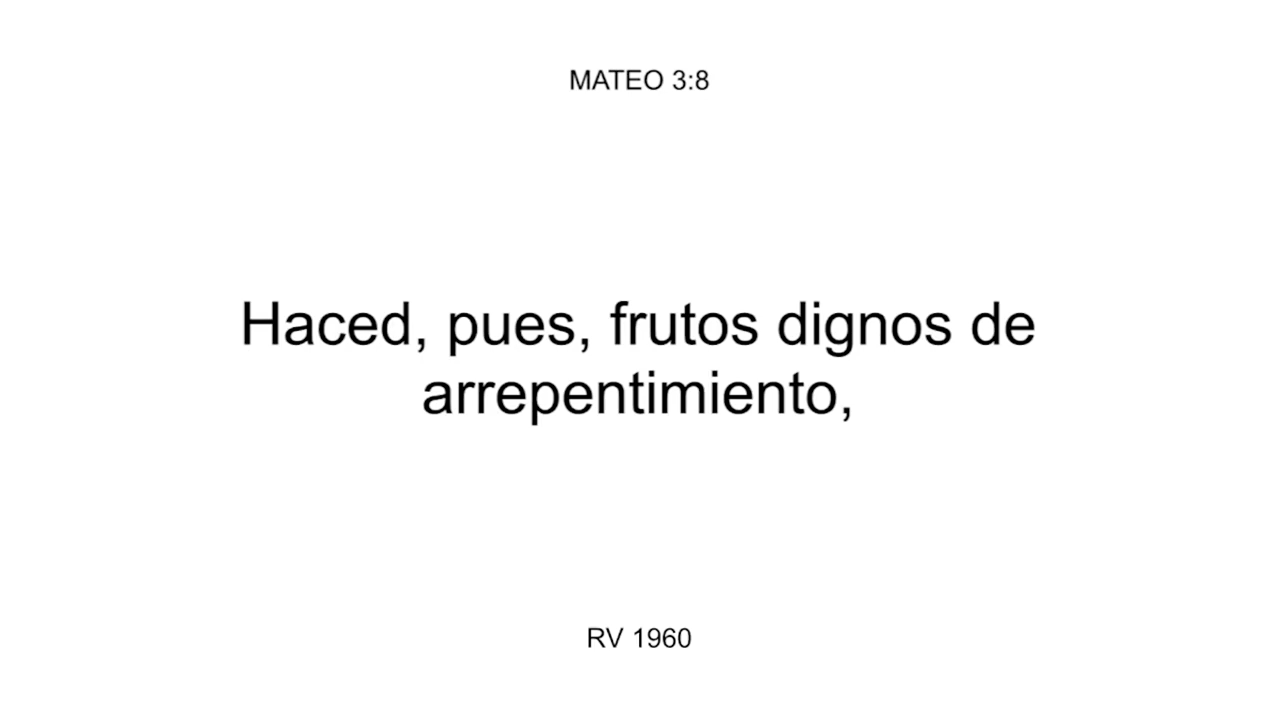 MATEO 3:8
Haced, pues, frutos dignos de
arrepentimiento,
RV 1960